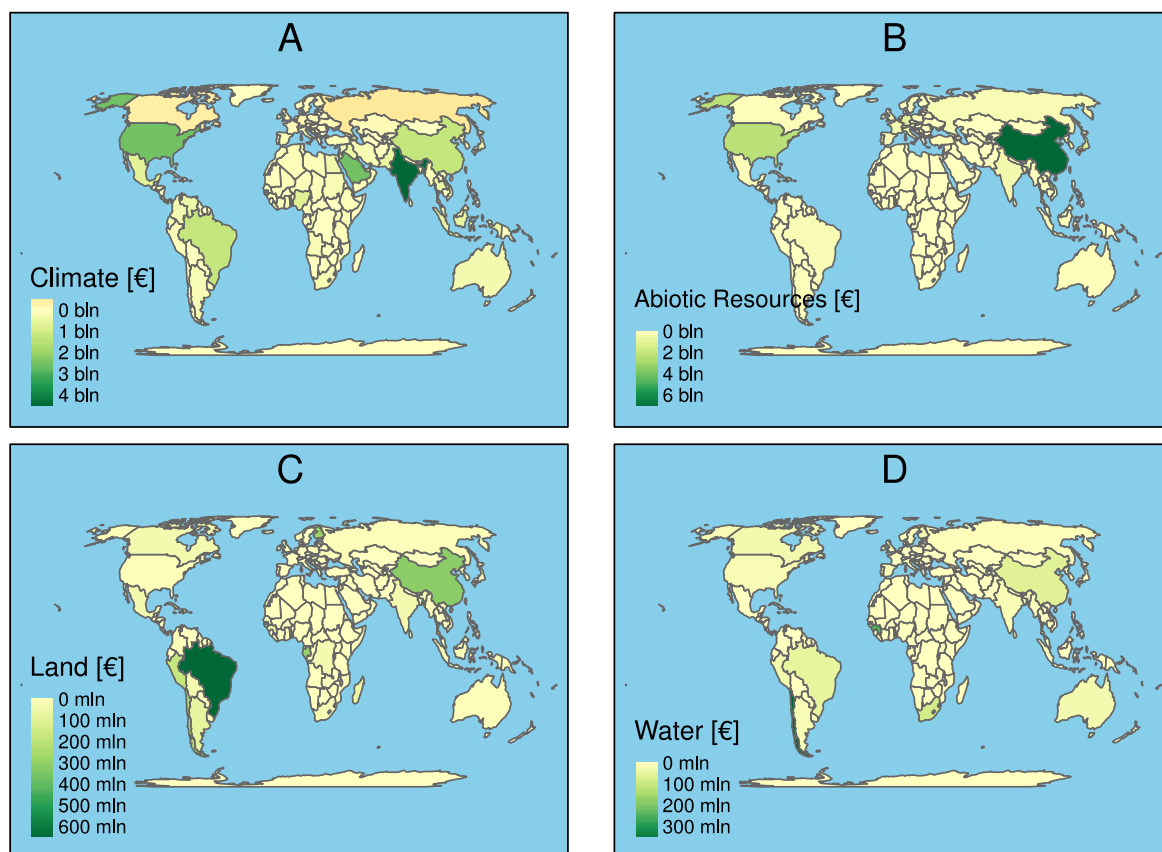 A
Climate [€]
0 bln
1 bln
2 bln
3 bln
4 bln
B
Abiotic Resources [€]
0 bln
2 bln
4 bln
6 bln
C
Land [€]
0 mln
100 mln
200 mln
300 mln
400 mln
500 mln
600 mln
D
Water [€]
0 mln
100 mln
200 mln
300 mln